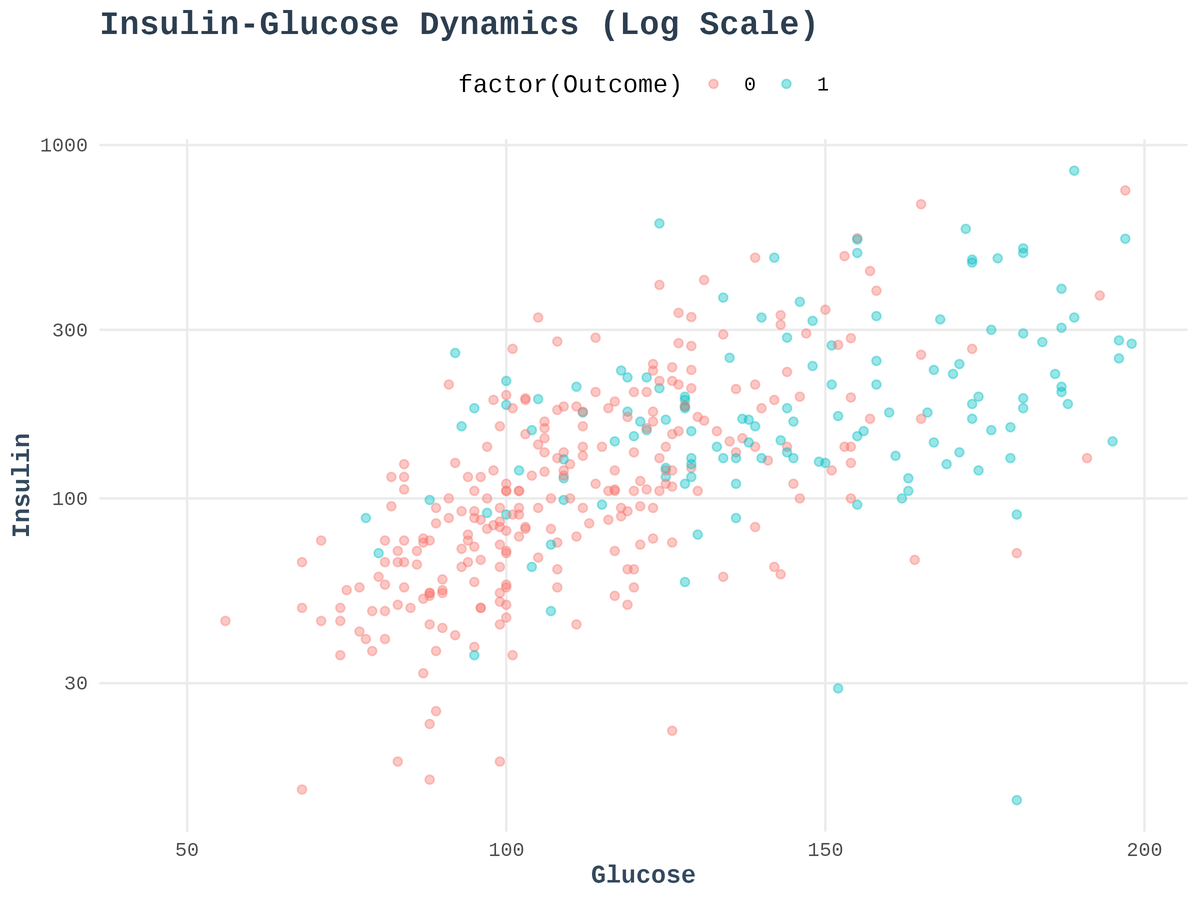 Insulin-Glucose Dynamics (Log Scale)
factor(Outcome) 0 1
1000
300
100
30
Insulin
50 100 150 200
Glucose